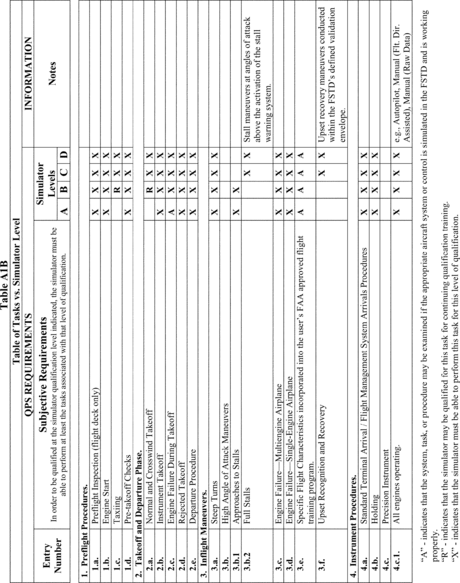 Table A1B
Table of Tasks vs. Simulator Level
QPS REQUIREMENTS INFORMATION
Entry Number
Subjective Requirements
In order to be qualified at the simulator qualification level indicated, the simulator must be
able to perform at least the tasks associated with that level of qualification.
Simulator
Levels
A B C D
Notes
1. Preflight Procedures.
1.a. Preflight Inspection (flight deck only) X X X X
1.b. Engine Start X X X X
1.c. Taxiing R X X
1.d. Pre-takeoff Checks X X X X
2. Takeoff and Departure Phase.
2.a. Normal and Crosswind Takeoff R X X
2.b. Instrument Takeoff X X X X
2.c. Engine Failure During Takeoff A X X X
2.d. Rejected Takeoff X X X X
2.e. Departure Procedure X X X X
3. Inflight Maneuvers.
3.a. Steep Turns X X X X
3.b. High Angle of Attack Maneuvers
3.b.1 Approaches to Stalls X X
3.b.2 Full Stalls X X Stall maneuvers at angles of attack
above the activation of the stall
warning system.
3.c. Engine Failure—Multiengine Airplane X X X X
3.d. Engine Failure—Single-Engine Airplane X X X X
3.e. Specific Flight Characteristics incorporated into the user's FAA approved flight
training program. A A A A
3.f. Upset Recognition and Recovery X X Upset recovery maneuvers conducted
within the FSTD's defined validation
envelope.
4. Instrument Procedures.
4.a. Standard Terminal Arrival / Flight Management System Arrivals Procedures X X X X
4.b. Holding X X X X
4.c. Precision Instrument
4.c.1. All engines operating. X X X X e.g., Autopilot, Manual (Flt. Dir.
Assisted), Manual (Raw Data)
"A" - indicates that the system, task, or procedure may be examined if the appropriate aircraft system or control is simulated in the FSTD and is working
properly.
"R" - indicates that the simulator may be qualified for this task for continuing qualification training.
"X" - indicates that the simulator must be able to perform this task for this level of qualification.